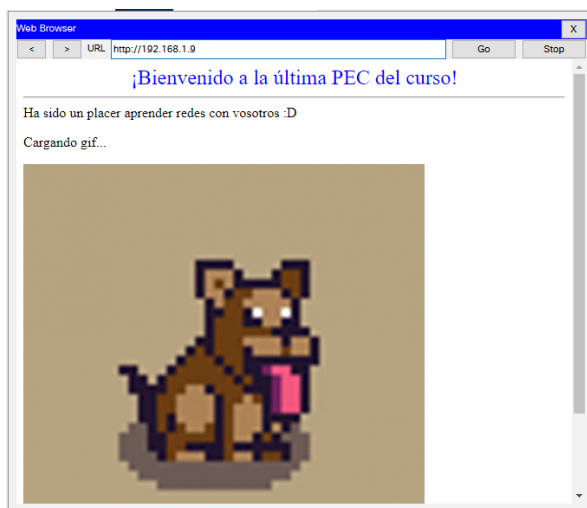 Web Browser
X
< > URL http://192.168.1.9 Go Stop
¡Bienvenido a la última PEC del curso!
Ha sido un placer aprender redes con vosotros :D
Cargando gif...